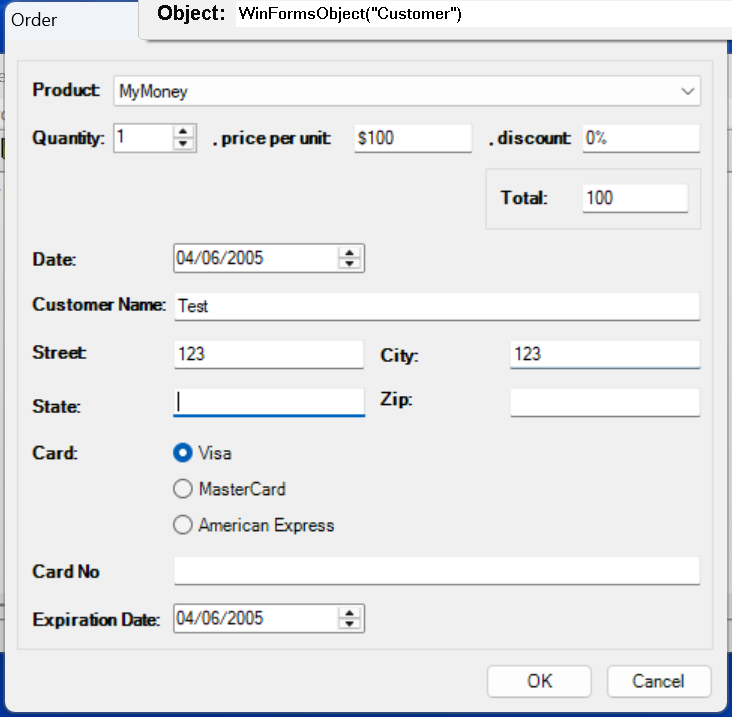 Order
Object: WinFormsObject("Customer")
Product: MyMoney
Quantity: 1 , price per unit: $100 , discount: 0%
Total: 100
Date: 04/06/2005
Customer Name: Test
Street: 123 City: 123
State: Zip:
Card: Visa
MasterCard
American Express
Card No
Expiration Date: 04/06/2005
OK Cancel